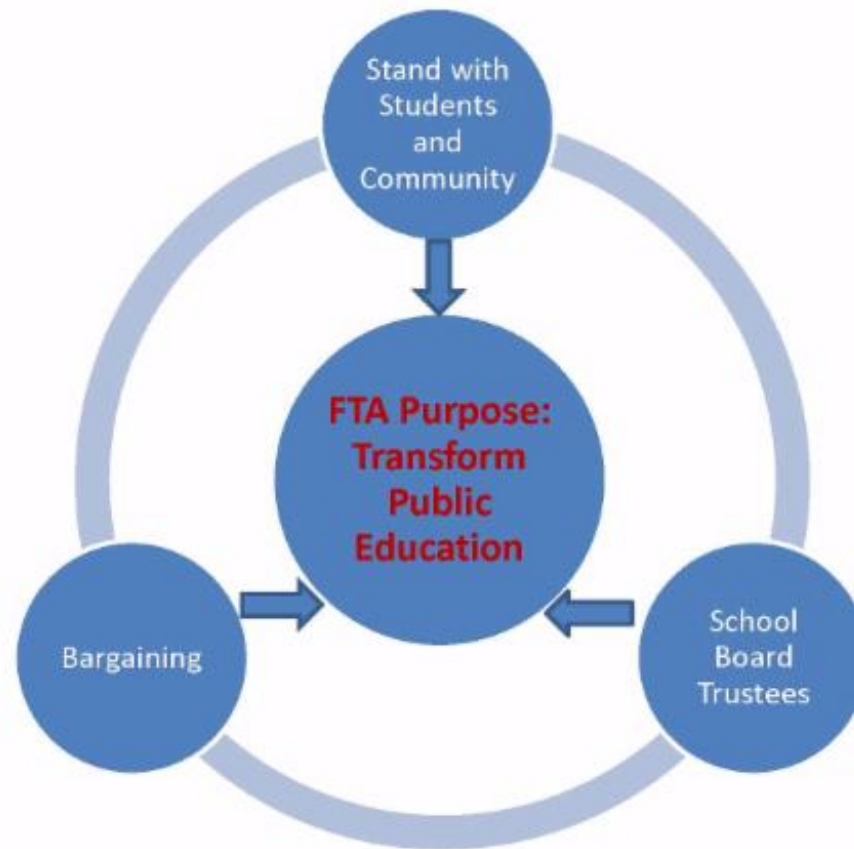 Stand with
Students
and
Community
FTA Purpose:
Transform
Public
Education
Bargaining
School
Board
Trustees